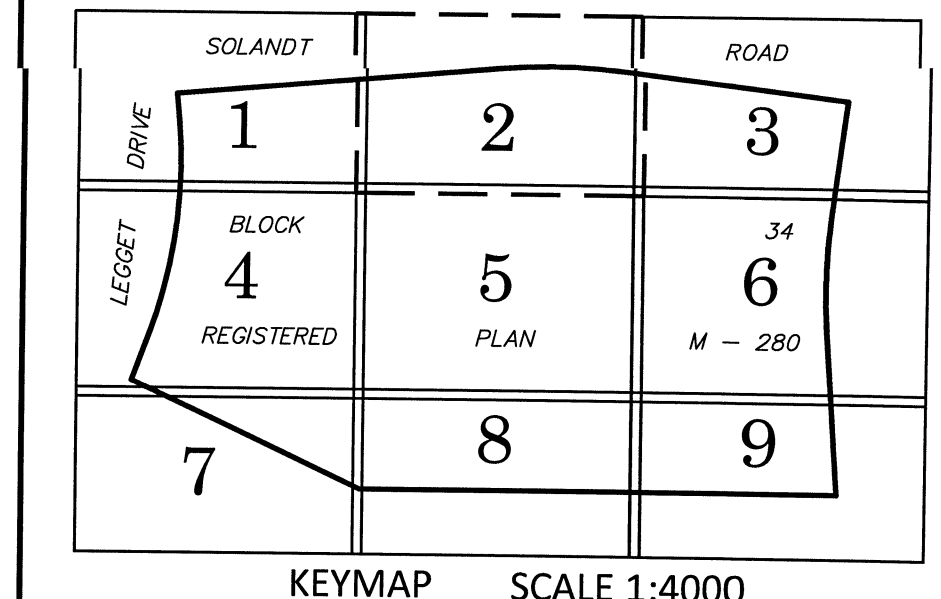 SOLANDT ROAD
DRIVE 1 2 3
LEGGET
BLOCK 34
4 5 6
REGISTERED PLAN M - 280
7 8 9
KEYMAP SCALE 1:4000